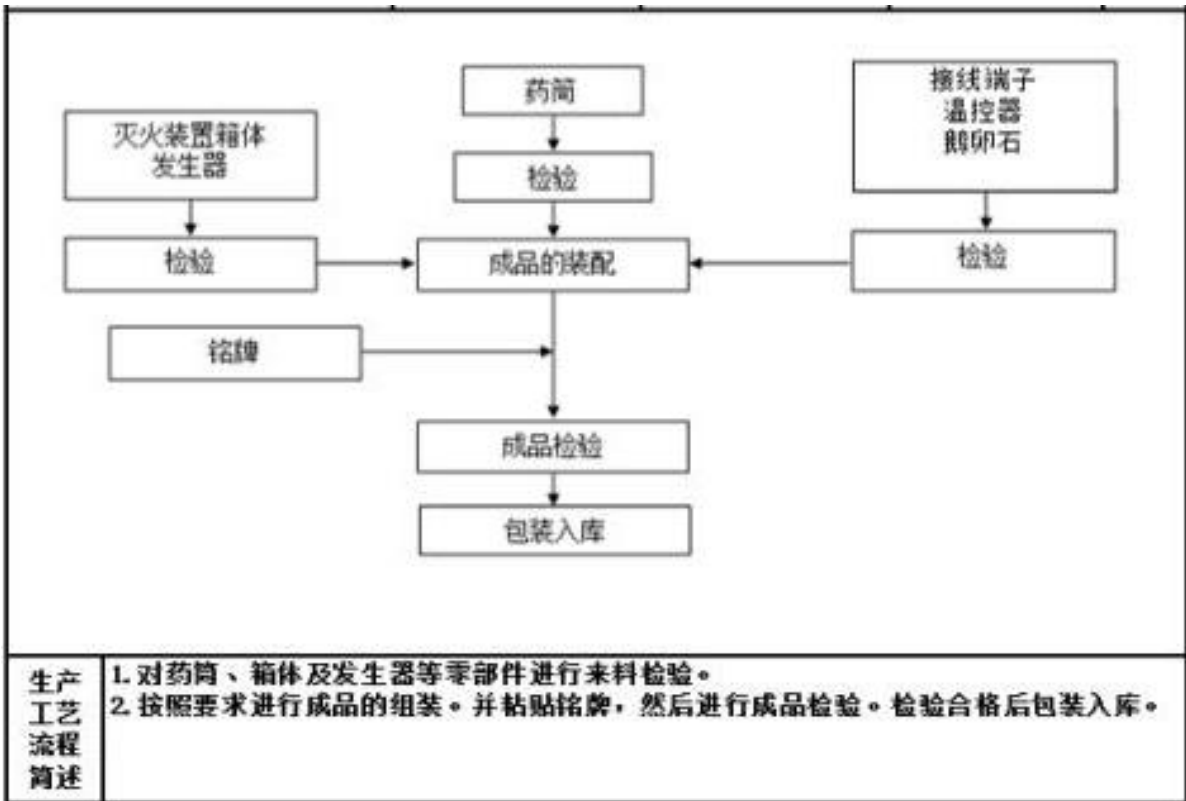 药筒
接线端子
温控器
鹅卵石
灭火装置箱体
发生器
检验
检验
成品的装配
检验
铭牌
成品检验
包装入库
生产
工艺
流程
简述
1. 对药筒、箱体及发生器等零部件进行来料检验。
2. 按照要求进行成品的组装。并粘贴铭牌，然后进行成品检验。检验合格后包装入库。